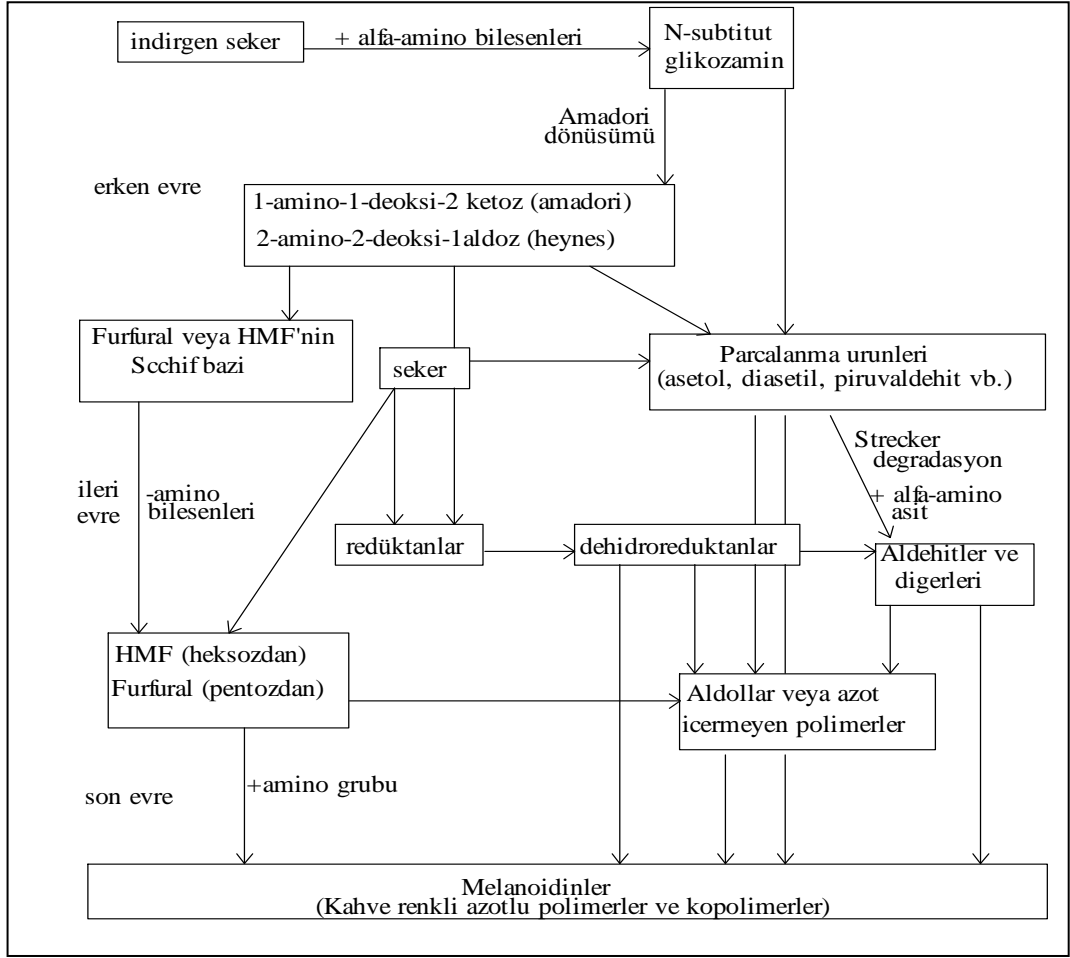 indirgen seker
+ alfa-amino bilesenleri
N-subtitut
glikozamin
Amadori
dönüsümü
erken evre
1-amino-1-deoksi-2 ketoz (amadori)
2-amino-2-deoksi-1aldoz (heynes)
Furfural veya HMF'nin
Scchif bazi
seker
Parcalanma urunleri
(asetol, diasetil, piruvaldehit vb.)
Strecker
degradasyon
+ alfa-amino
asit
ileri
evre
-amino
bilesenleri
redüktanlar
dehidroreduktanlar
Aldehitler ve
digerleri
HMF (heksozdan)
Furfural (pentozdan)
Aldollar veya azot
icermeyen polimerler
son evre
+amino grubu
Melanoidinler
(Kahve renkli azotlu polimerler ve kopolimerler)